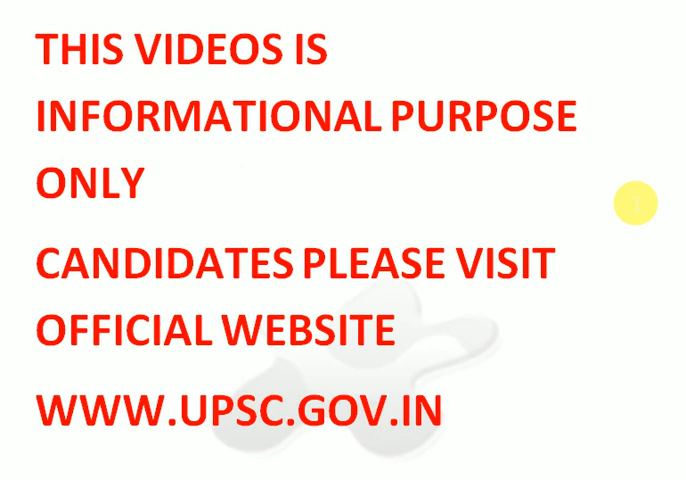 THIS VIDEOS IS
INFORMATIONAL PURPOSE
ONLY
CANDIDATES PLEASE VISIT
OFFICIAL WEBSITE
WWW.UPSC.GOV.IN